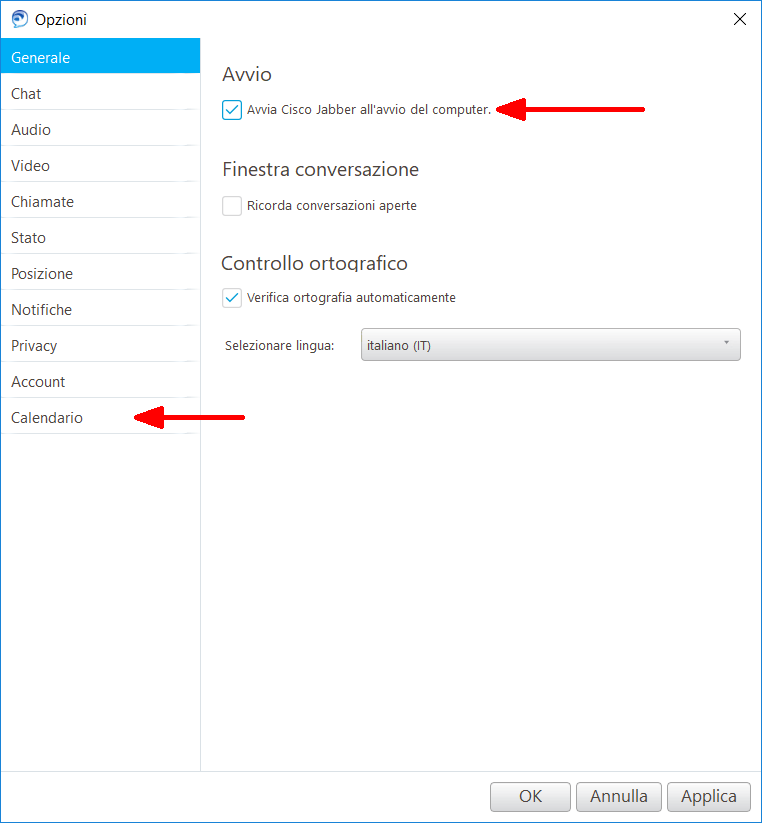 Opzioni
Generale
Chat
Audio
Video
Chiamate
Stato
Posizione
Notifiche
Privacy
Account
Calendario
Avvio
Avvia Cisco Jabber all'avvio del computer.
Finestra conversazione
Ricorda conversazioni aperte
Controllo ortografico
Verifica ortografia automaticamente
Selezionare lingua: italiano (IT)
OK Annulla Applica